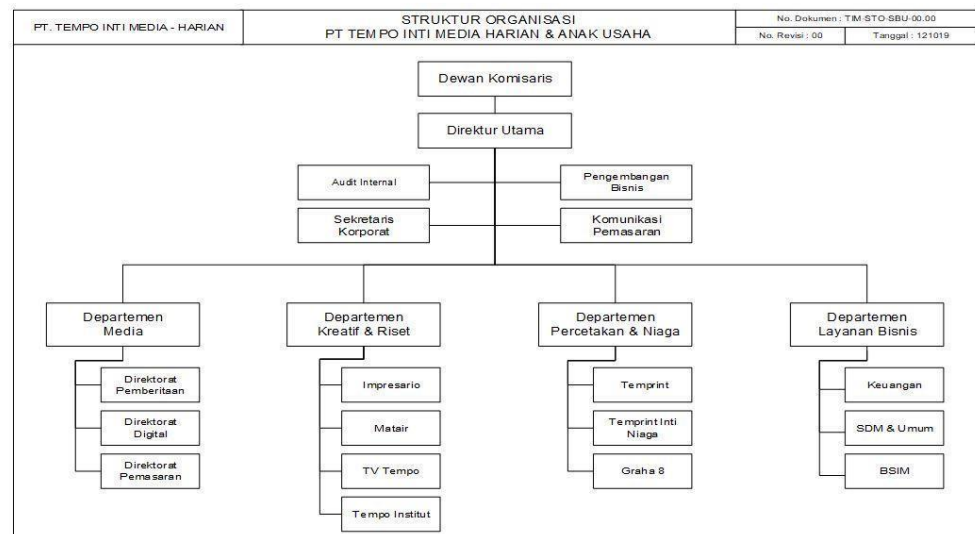 PT. TEMPO INTI MEDIA - HARIAN
STRUKTUR ORGANISASI
PT TEMPO INTI MEDIA HARIAN & ANAK USAHA
No. Dokumen : TIM-STO-SBU-00.00
No. Revisi : 00
Tanggal : 121019
Dewan Komisaris
Direktur Utama
Audit Internal
Pengembangan
Bisnis
Sekretaris
Korporat
Komunikasi
Pemasaran
Departemen
Media
Departemen
Kreatif & Riset
Departemen
Percetakan & Niaga
Departemen
Layanan Bisnis
Direktorat
Pemberitaan
Direktorat
Digital
Direktorat
Pemasaran
Impresario
Matair
TV Tempo
Tempo Institut
Temprint
Temprint Inti
Niaga
Graha 8
Keuangan
SDM & Umum
BSIM